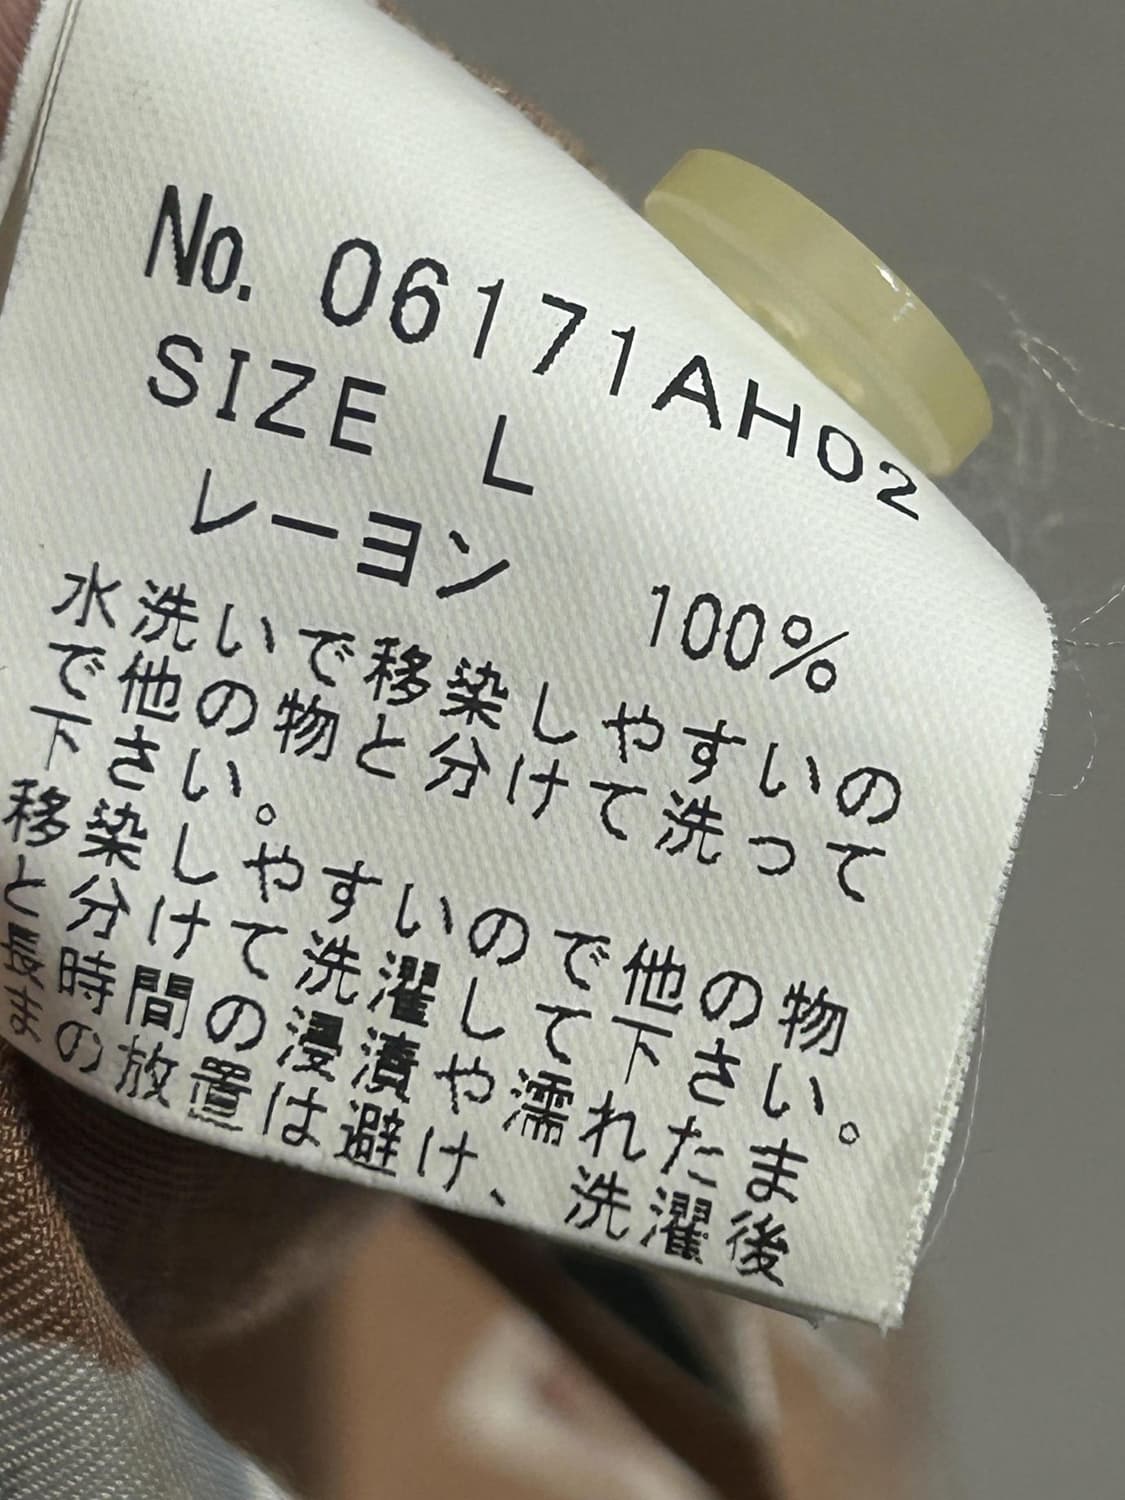 No. 06171AH02
SIZE L
レーヨン 100%
水洗いで移染しやすいの
で他の物と分けて洗って
下さい。
移染しやすいので他の物
と分けて洗濯して下さい。
長時間の浸漬や濡れたま
まの放置は避け、洗濯後